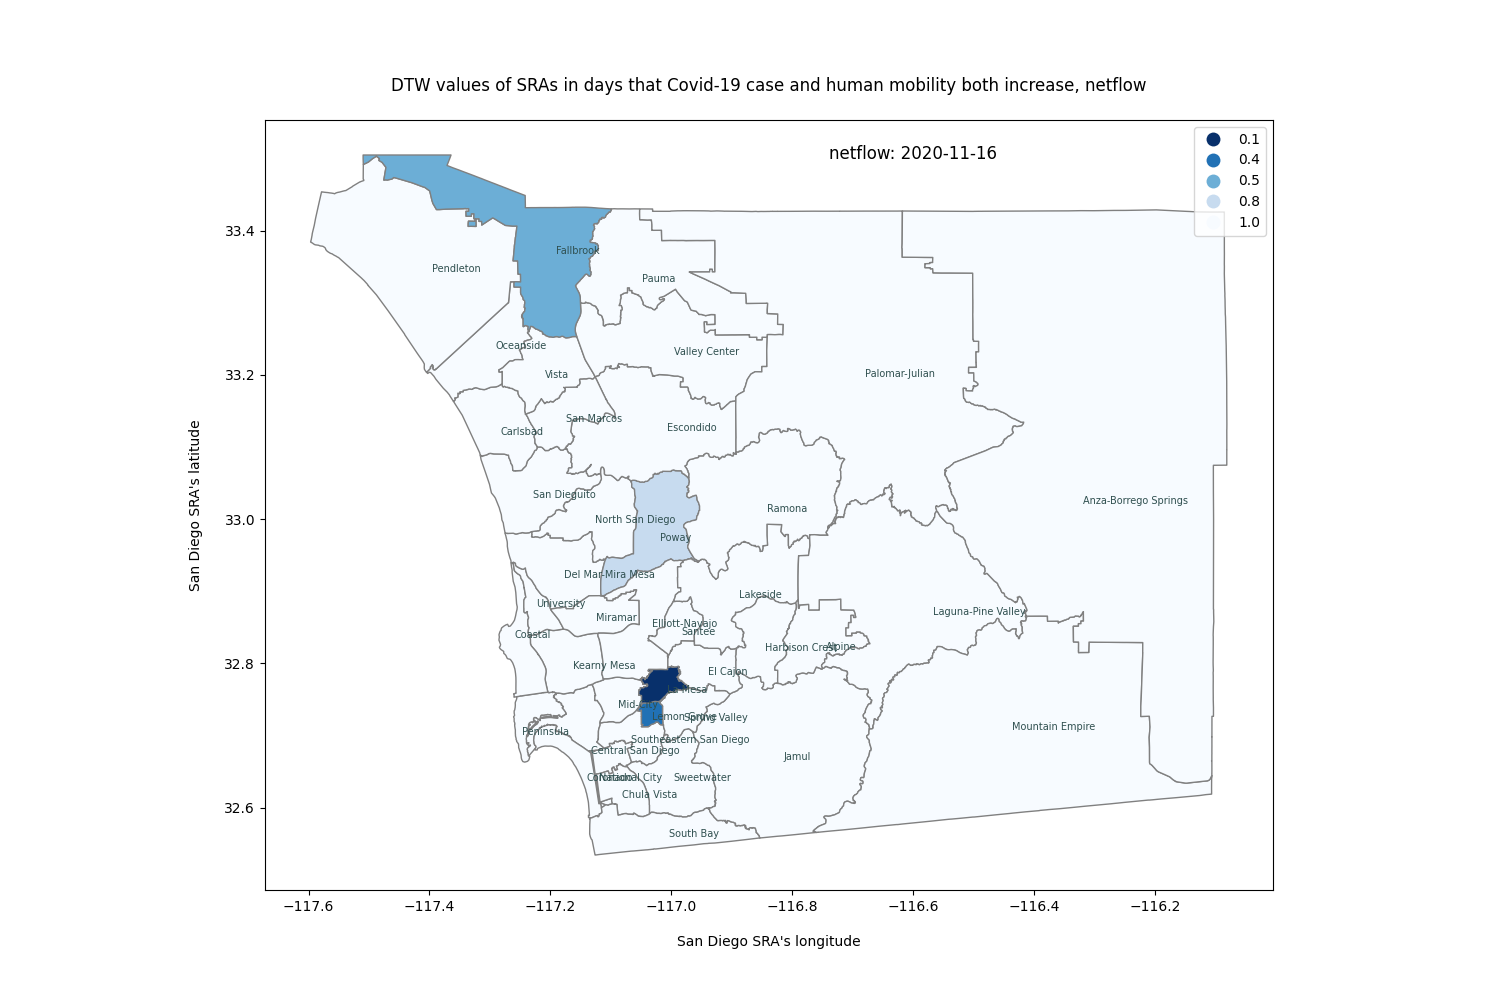 DTW values of SRAs in days that Covid-19 case and human mobility both increase, netflow
netflow: 2020-11-16
0.1
0.4
0.5
0.8
1.0
33.4
33.2
33.0
32.8
32.6
San Diego SRA's latitude
Fallbrook
Pendleton
Pauma
Oceanside
Valley Center
Vista
Palomar-Julian
San Marcos
Carlsbad
Escondido
San Dieguito
Anza-Borrego Springs
Ramona
North San Diego
Poway
Del Mar-Mira Mesa
Lakeside
University
Miramar
Laguna-Pine Valley
Elliott-Navajo
Santee
Coastal
Harbison Crest
Alpine
Kearny Mesa
El Cajon
La Mesa
Mid-City
Lemon Grove
Spring Valley
Mountain Empire
Peninsula
Southeastern San Diego
Central San Diego
Jamul
Coronado
National City
Sweetwater
Chula Vista
South Bay
−117.6
−117.4
−117.2
−117.0
−116.8
−116.6
−116.4
−116.2
San Diego SRA's longitude